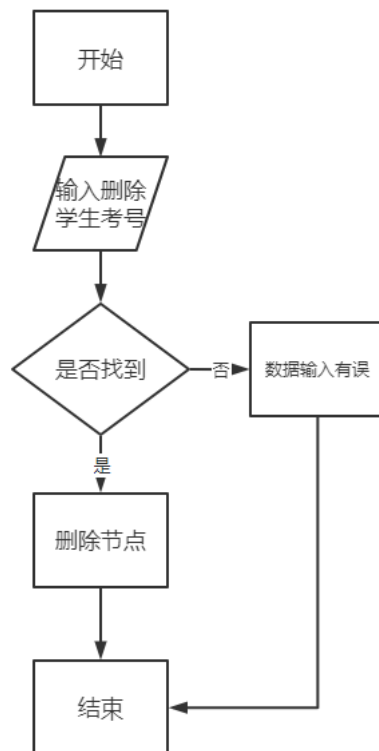 开始
输入删除
学生考号
是否找到
否
数据输入有误
是
删除节点
结束